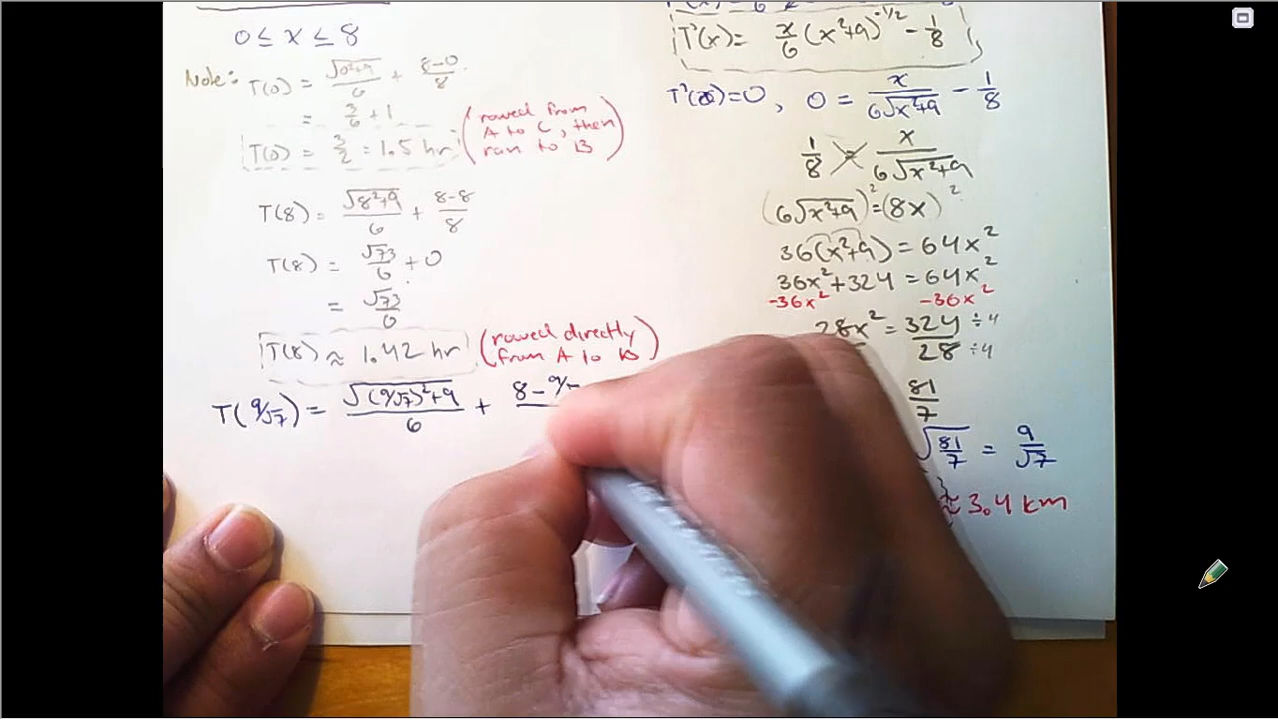 0 ≤ x ≤ 8
Note: T(0) = √(0²+9)/6 + (8-0)/8
= 3/6 + 1
T(0) = 3/2 = 1.5 hr (rowed from
A to C, then
ran to B)
T(8) = √(8²+9)/6 + (8-8)/8
T(8) = √73/6 + 0
= √73/6
T(8) ≈ 1.42 hr (rowed directly
from A to B)
T(9/√7) = √((9/√7)²+9)/6 + 8-9/
T'(x) = x/6 (x²+9)^(-1/2) - 1/8
T'(x)=0, 0 = x/(6√(x²+9)) - 1/8
1/8 = x/(6√(x²+9))
(6√(x²+9))² = (8x)²
36(x²+9) = 64x²
36x²+324 = 64x²
-36x² -36x²
28x² = 324 ÷4
28 ÷4
81/7
√(81/7) = 9/√7
≈ 3.4 km